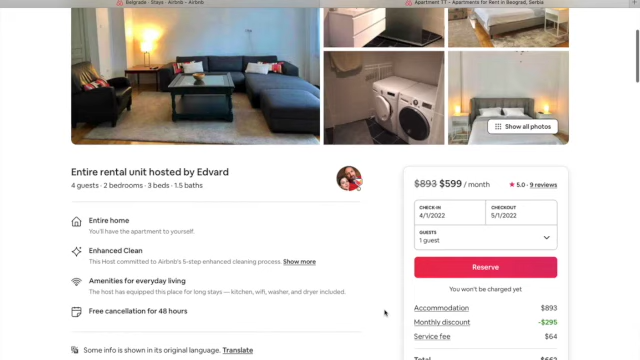 Belgrade · Stays · Airbnb - Airbnb
Apartment TT - Apartments for Rent in Beograd, Serbia
Show all photos
Entire rental unit hosted by Edvard
4 guests · 2 bedrooms · 3 beds · 1.5 baths
Entire home
You'll have the apartment to yourself.
Enhanced Clean
This Host committed to Airbnb's 5-step enhanced cleaning process. Show more
Amenities for everyday living
The host has equipped this place for long stays — kitchen, wifi, washer, and dryer included.
Free cancellation for 48 hours
Some info is shown in its original language. Translate
$893 $599 / month
5.0 · 9 reviews
CHECK-IN
4/1/2022
CHECKOUT
5/1/2022
GUESTS
1 guest
Reserve
You won't be charged yet
Accommodation $893
Monthly discount -$295
Service fee $64
Total $662